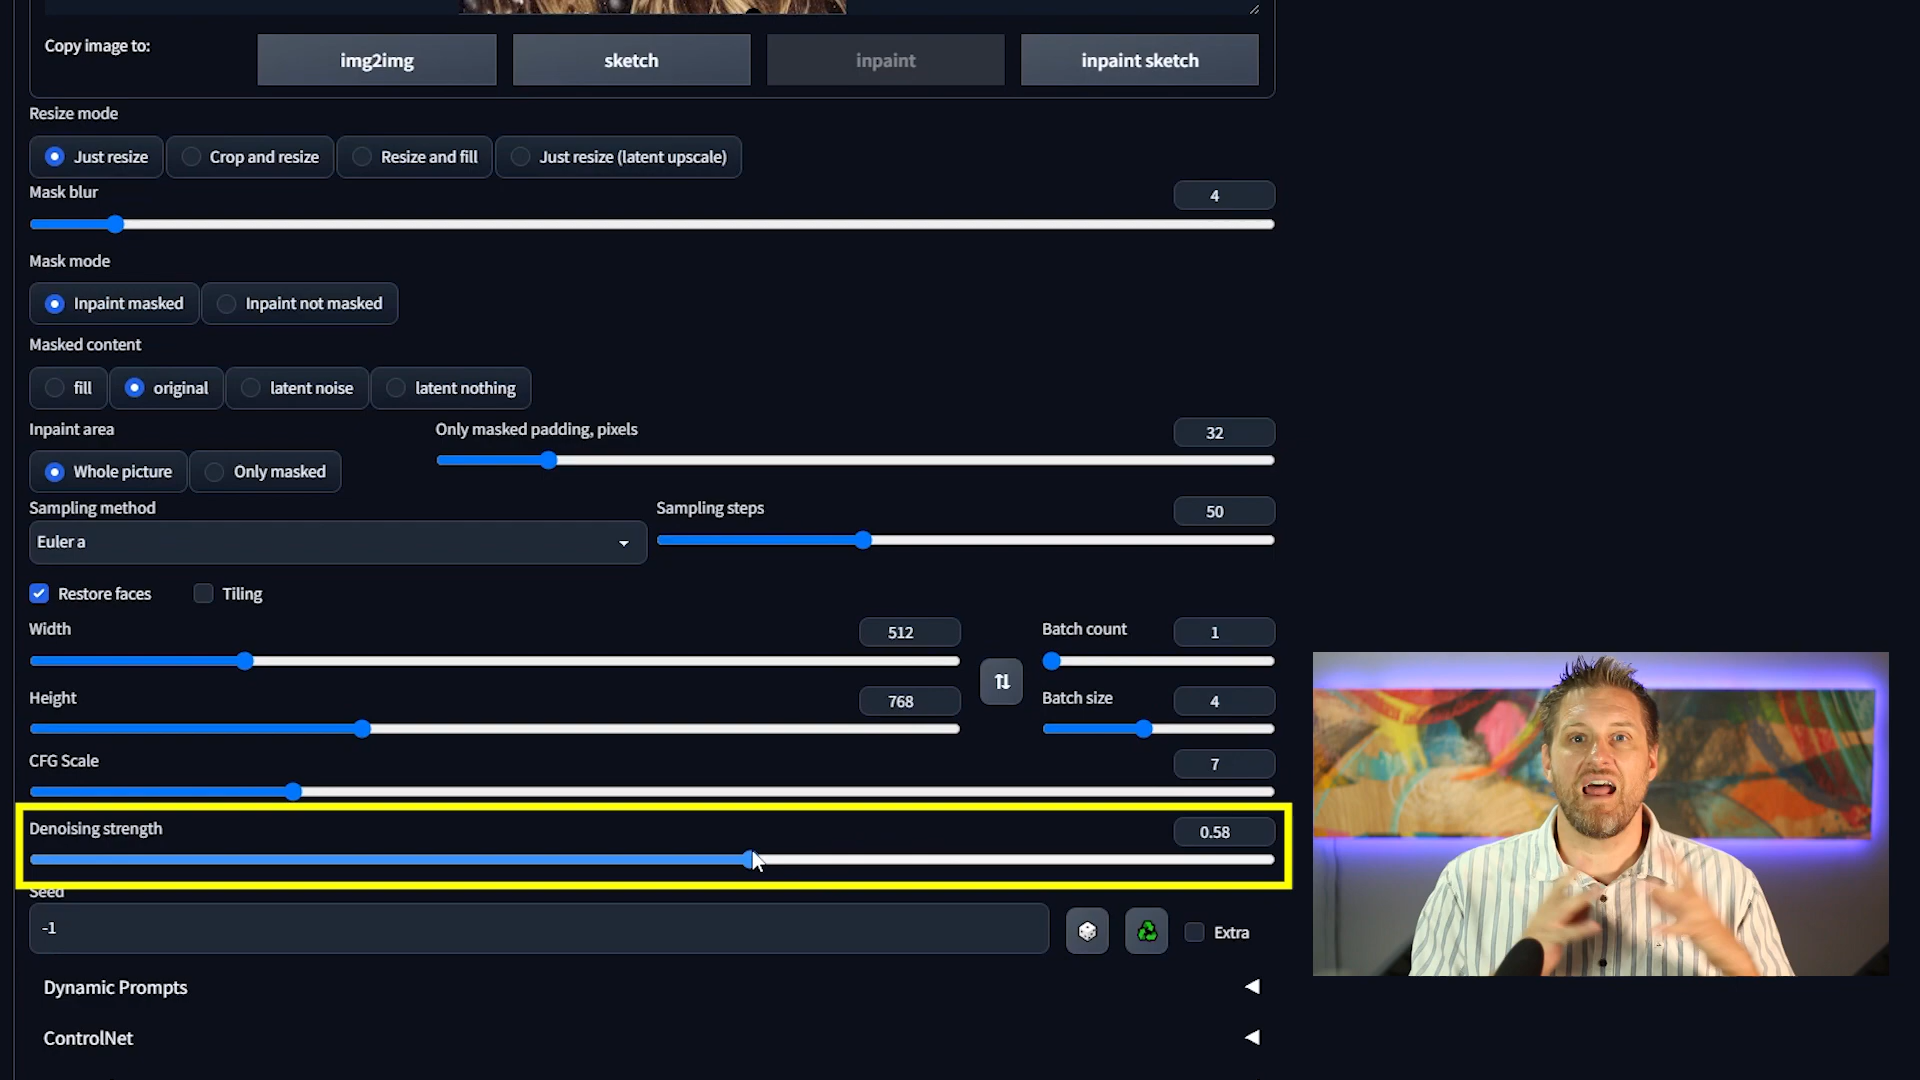 Copy image to:
img2img
sketch
inpaint
inpaint sketch
Resize mode
Just resize
Crop and resize
Resize and fill
Just resize (latent upscale)
Mask blur
4
Mask mode
Inpaint masked
Inpaint not masked
Masked content
fill
original
latent noise
latent nothing
Inpaint area
Only masked padding, pixels
32
Whole picture
Only masked
Sampling method
Sampling steps
50
Euler a
Restore faces
Tiling
Width
512
Batch count
1
Height
768
Batch size
4
CFG Scale
7
Denoising strength
0.58
Seed
-1
Extra
Dynamic Prompts
ControlNet